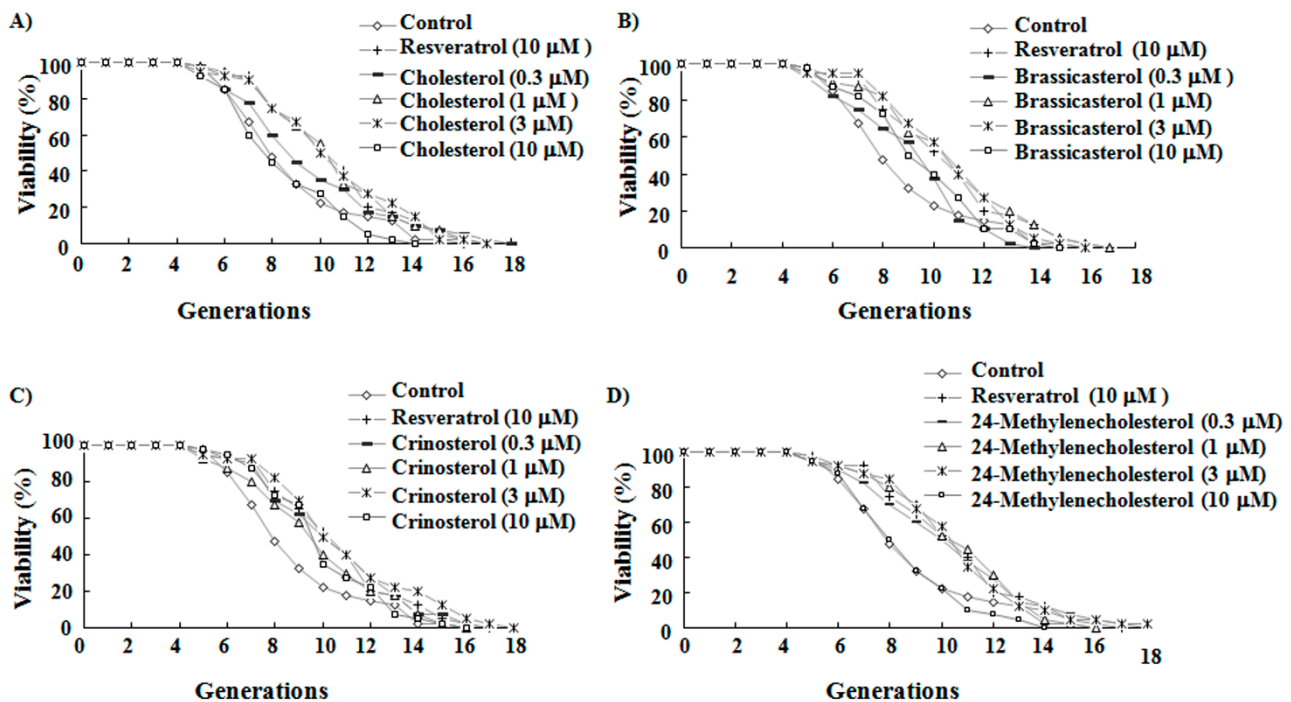 A)
Control
Resveratrol (10 µM )
Cholesterol (0.3 µM)
Cholesterol (1 µM )
Cholesterol (3 µM)
Cholesterol (10 µM)
Viability (%)
100
80
60
40
20
0
0 2 4 6 8 10 12 14 16 18
Generations
B)
Control
Resveratrol (10 µM)
Brassicasterol (0.3 µM )
Brassicasterol (1 µM)
Brassicasterol (3 µM)
Brassicasterol (10 µM)
Viability (%)
100
80
60
40
20
0
0 2 4 6 8 10 12 14 16 18
Generations
C)
Control
Resveratrol (10 µM)
Crinosterol (0.3 µM)
Crinosterol (1 µM)
Crinosterol (3 µM)
Crinosterol (10 µM)
Viability (%)
100
80
60
40
20
0
0 2 4 6 8 10 12 14 16 18
Generations
D)
Control
Resveratrol (10 µM )
24-Methylenecholesterol (0.3 µM)
24-Methylenecholesterol (1 µM)
24-Methylenecholesterol (3 µM)
24-Methylenecholesterol (10 µM)
Viability (%)
100
80
60
40
20
0
0 2 4 6 8 10 12 14 16
18
Generations